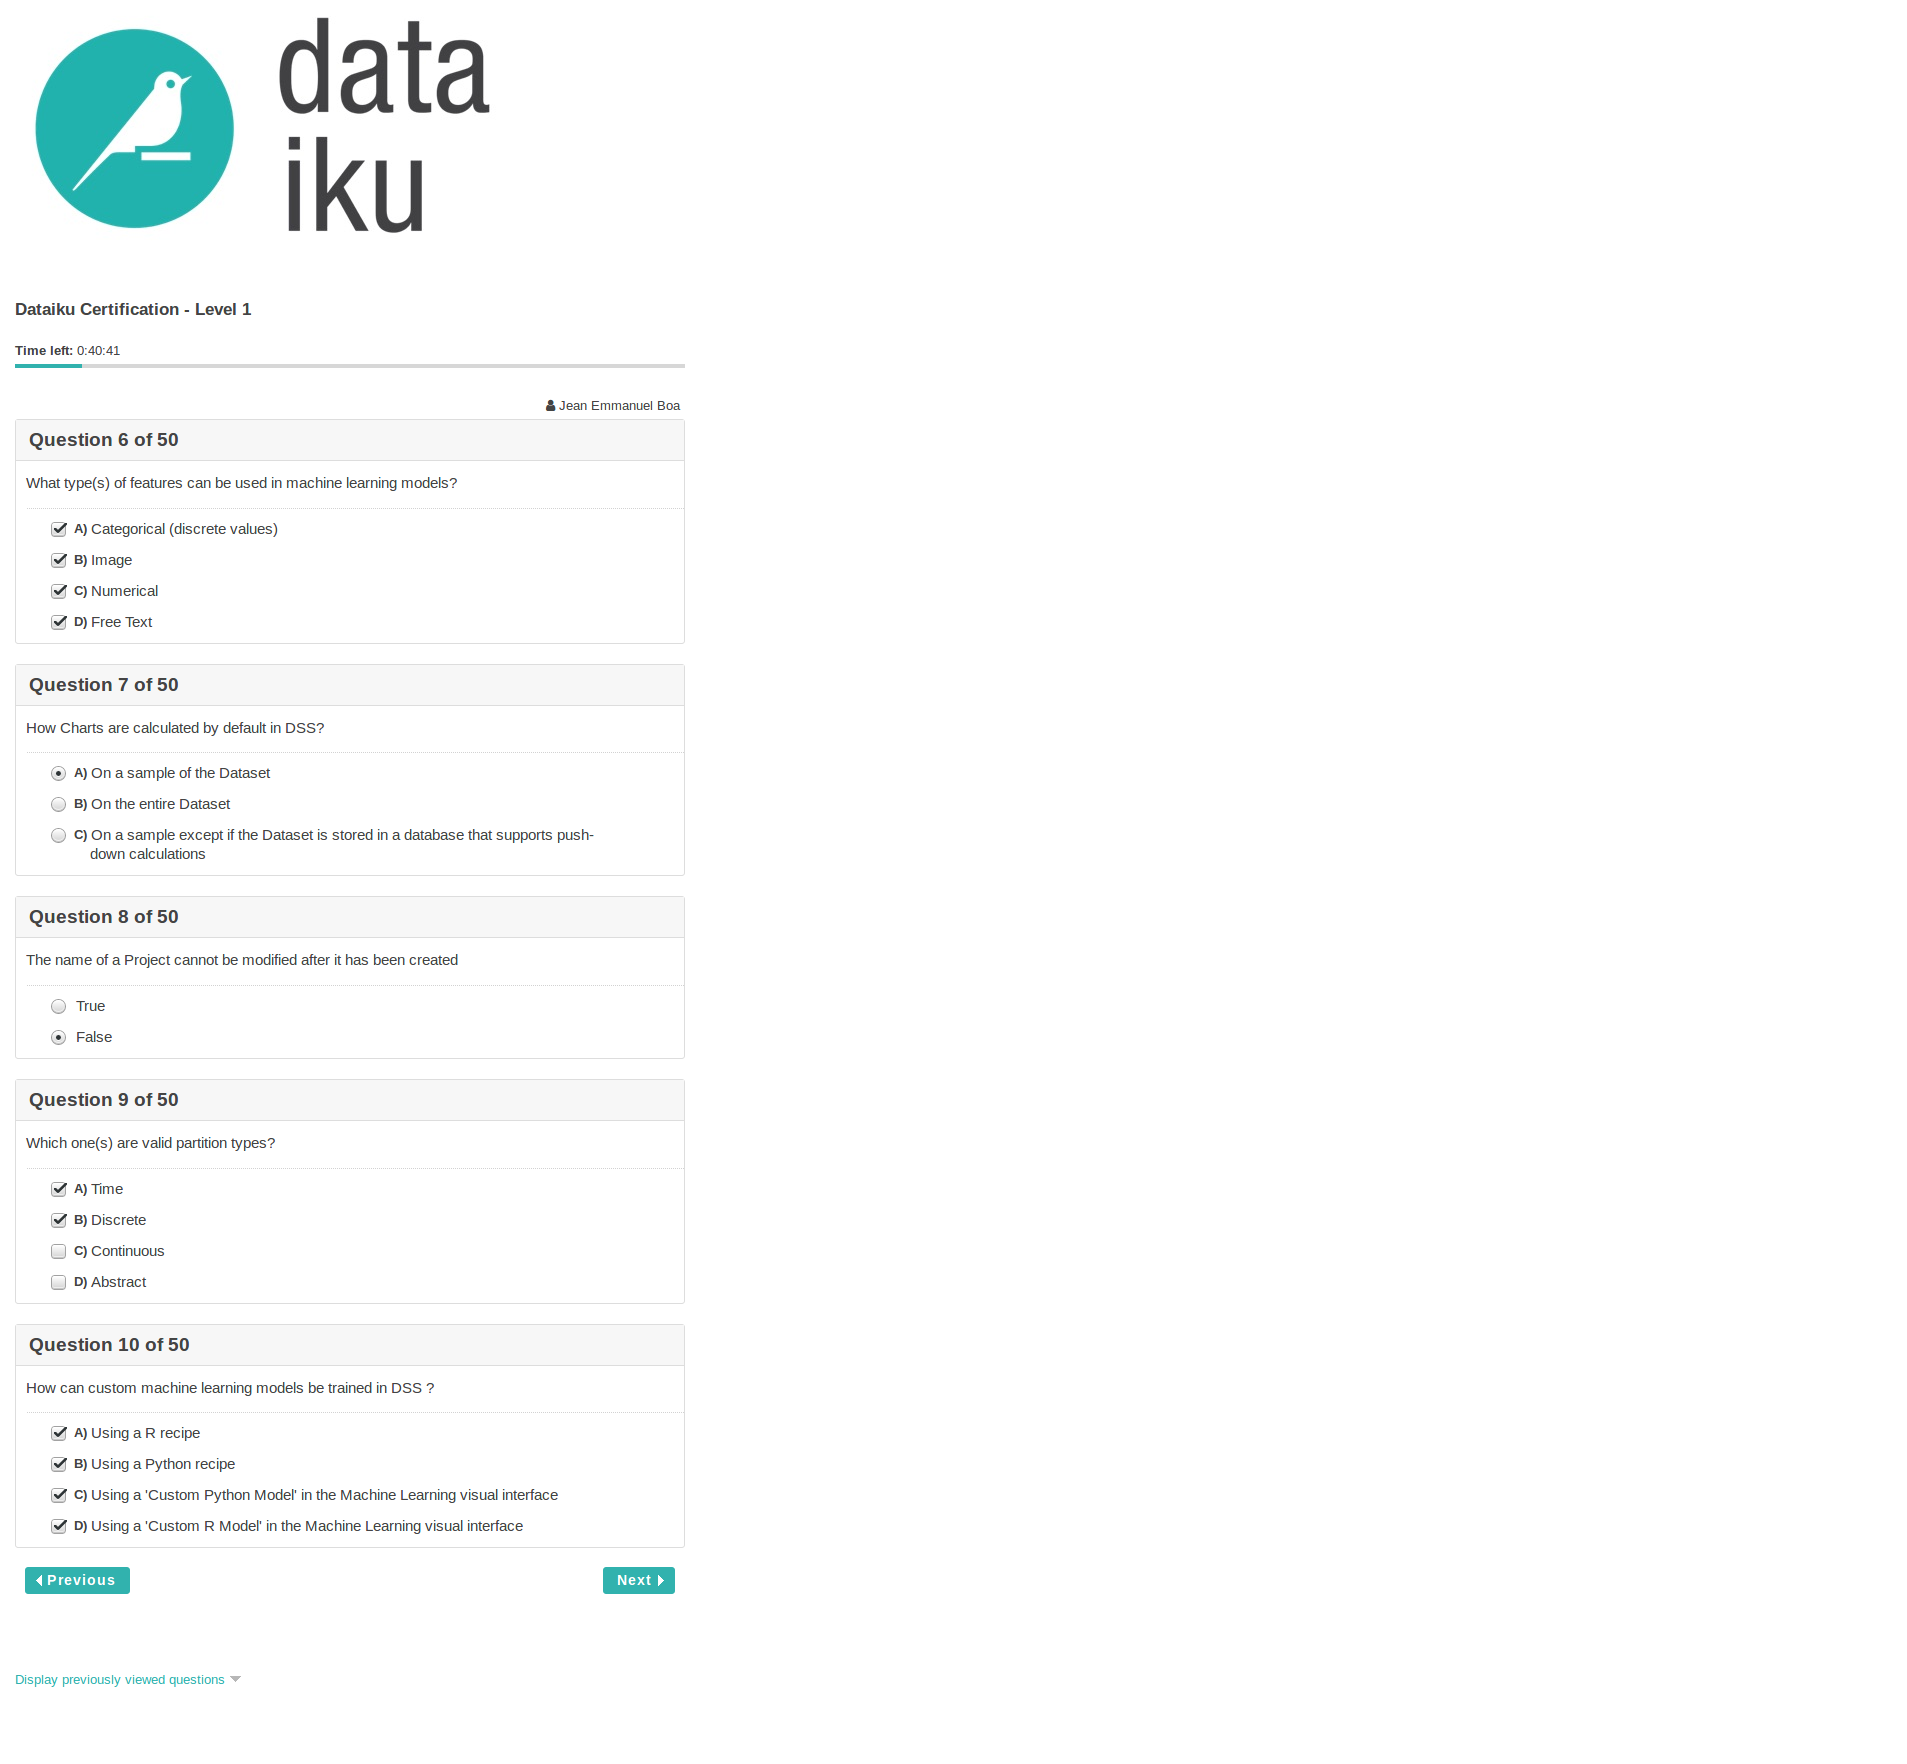 data
iku
Dataiku Certification - Level 1
Time left: 0:40:41
Jean Emmanuel Boa
Question 6 of 50
What type(s) of features can be used in machine learning models?
A) Categorical (discrete values)
B) Image
C) Numerical
D) Free Text
Question 7 of 50
How Charts are calculated by default in DSS?
A) On a sample of the Dataset
B) On the entire Dataset
C) On a sample except if the Dataset is stored in a database that supports push-
down calculations
Question 8 of 50
The name of a Project cannot be modified after it has been created
True
False
Question 9 of 50
Which one(s) are valid partition types?
A) Time
B) Discrete
C) Continuous
D) Abstract
Question 10 of 50
How can custom machine learning models be trained in DSS ?
A) Using a R recipe
B) Using a Python recipe
C) Using a 'Custom Python Model' in the Machine Learning visual interface
D) Using a 'Custom R Model' in the Machine Learning visual interface
Previous
Next
Display previously viewed questions